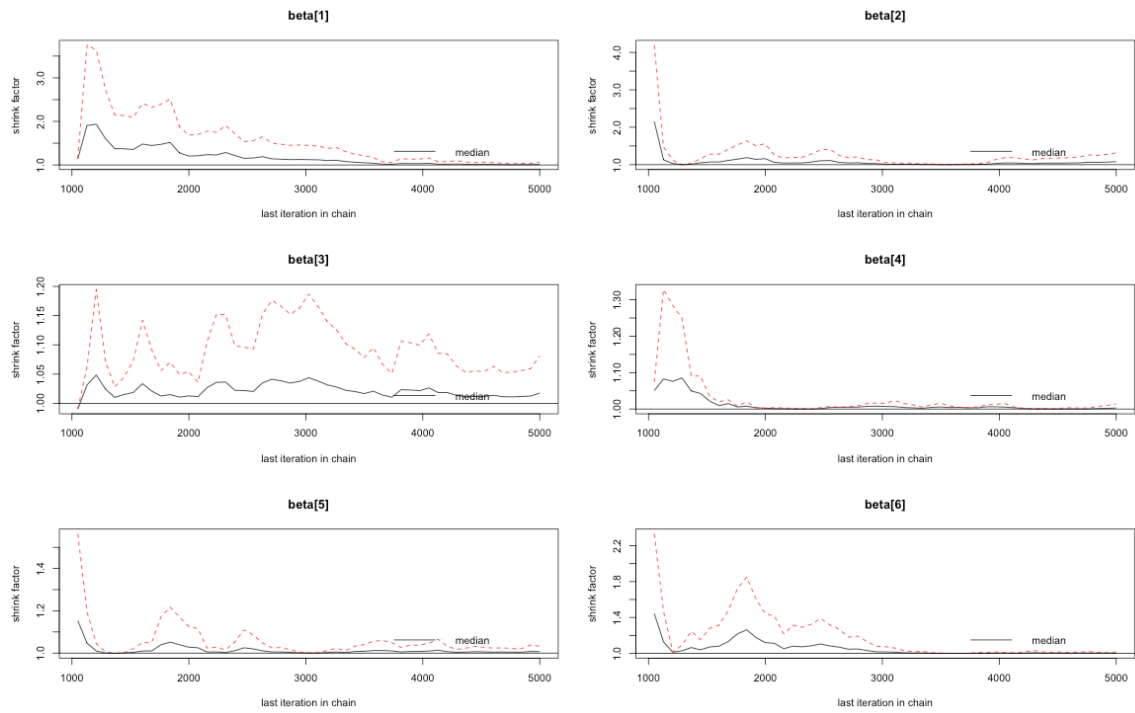 beta[1]
shrink factor
1.0 2.0 3.0
median
1000 2000 3000 4000 5000
last iteration in chain
beta[2]
shrink factor
1.0 2.0 3.0 4.0
median
1000 2000 3000 4000 5000
last iteration in chain
beta[3]
shrink factor
1.00 1.05 1.10 1.15 1.20
median
1000 2000 3000 4000 5000
last iteration in chain
beta[4]
shrink factor
1.00 1.10 1.20 1.30
median
1000 2000 3000 4000 5000
last iteration in chain
beta[5]
shrink factor
1.0 1.2 1.4
median
1000 2000 3000 4000 5000
last iteration in chain
beta[6]
shrink factor
1.0 1.4 1.8 2.2
median
1000 2000 3000 4000 5000
last iteration in chain